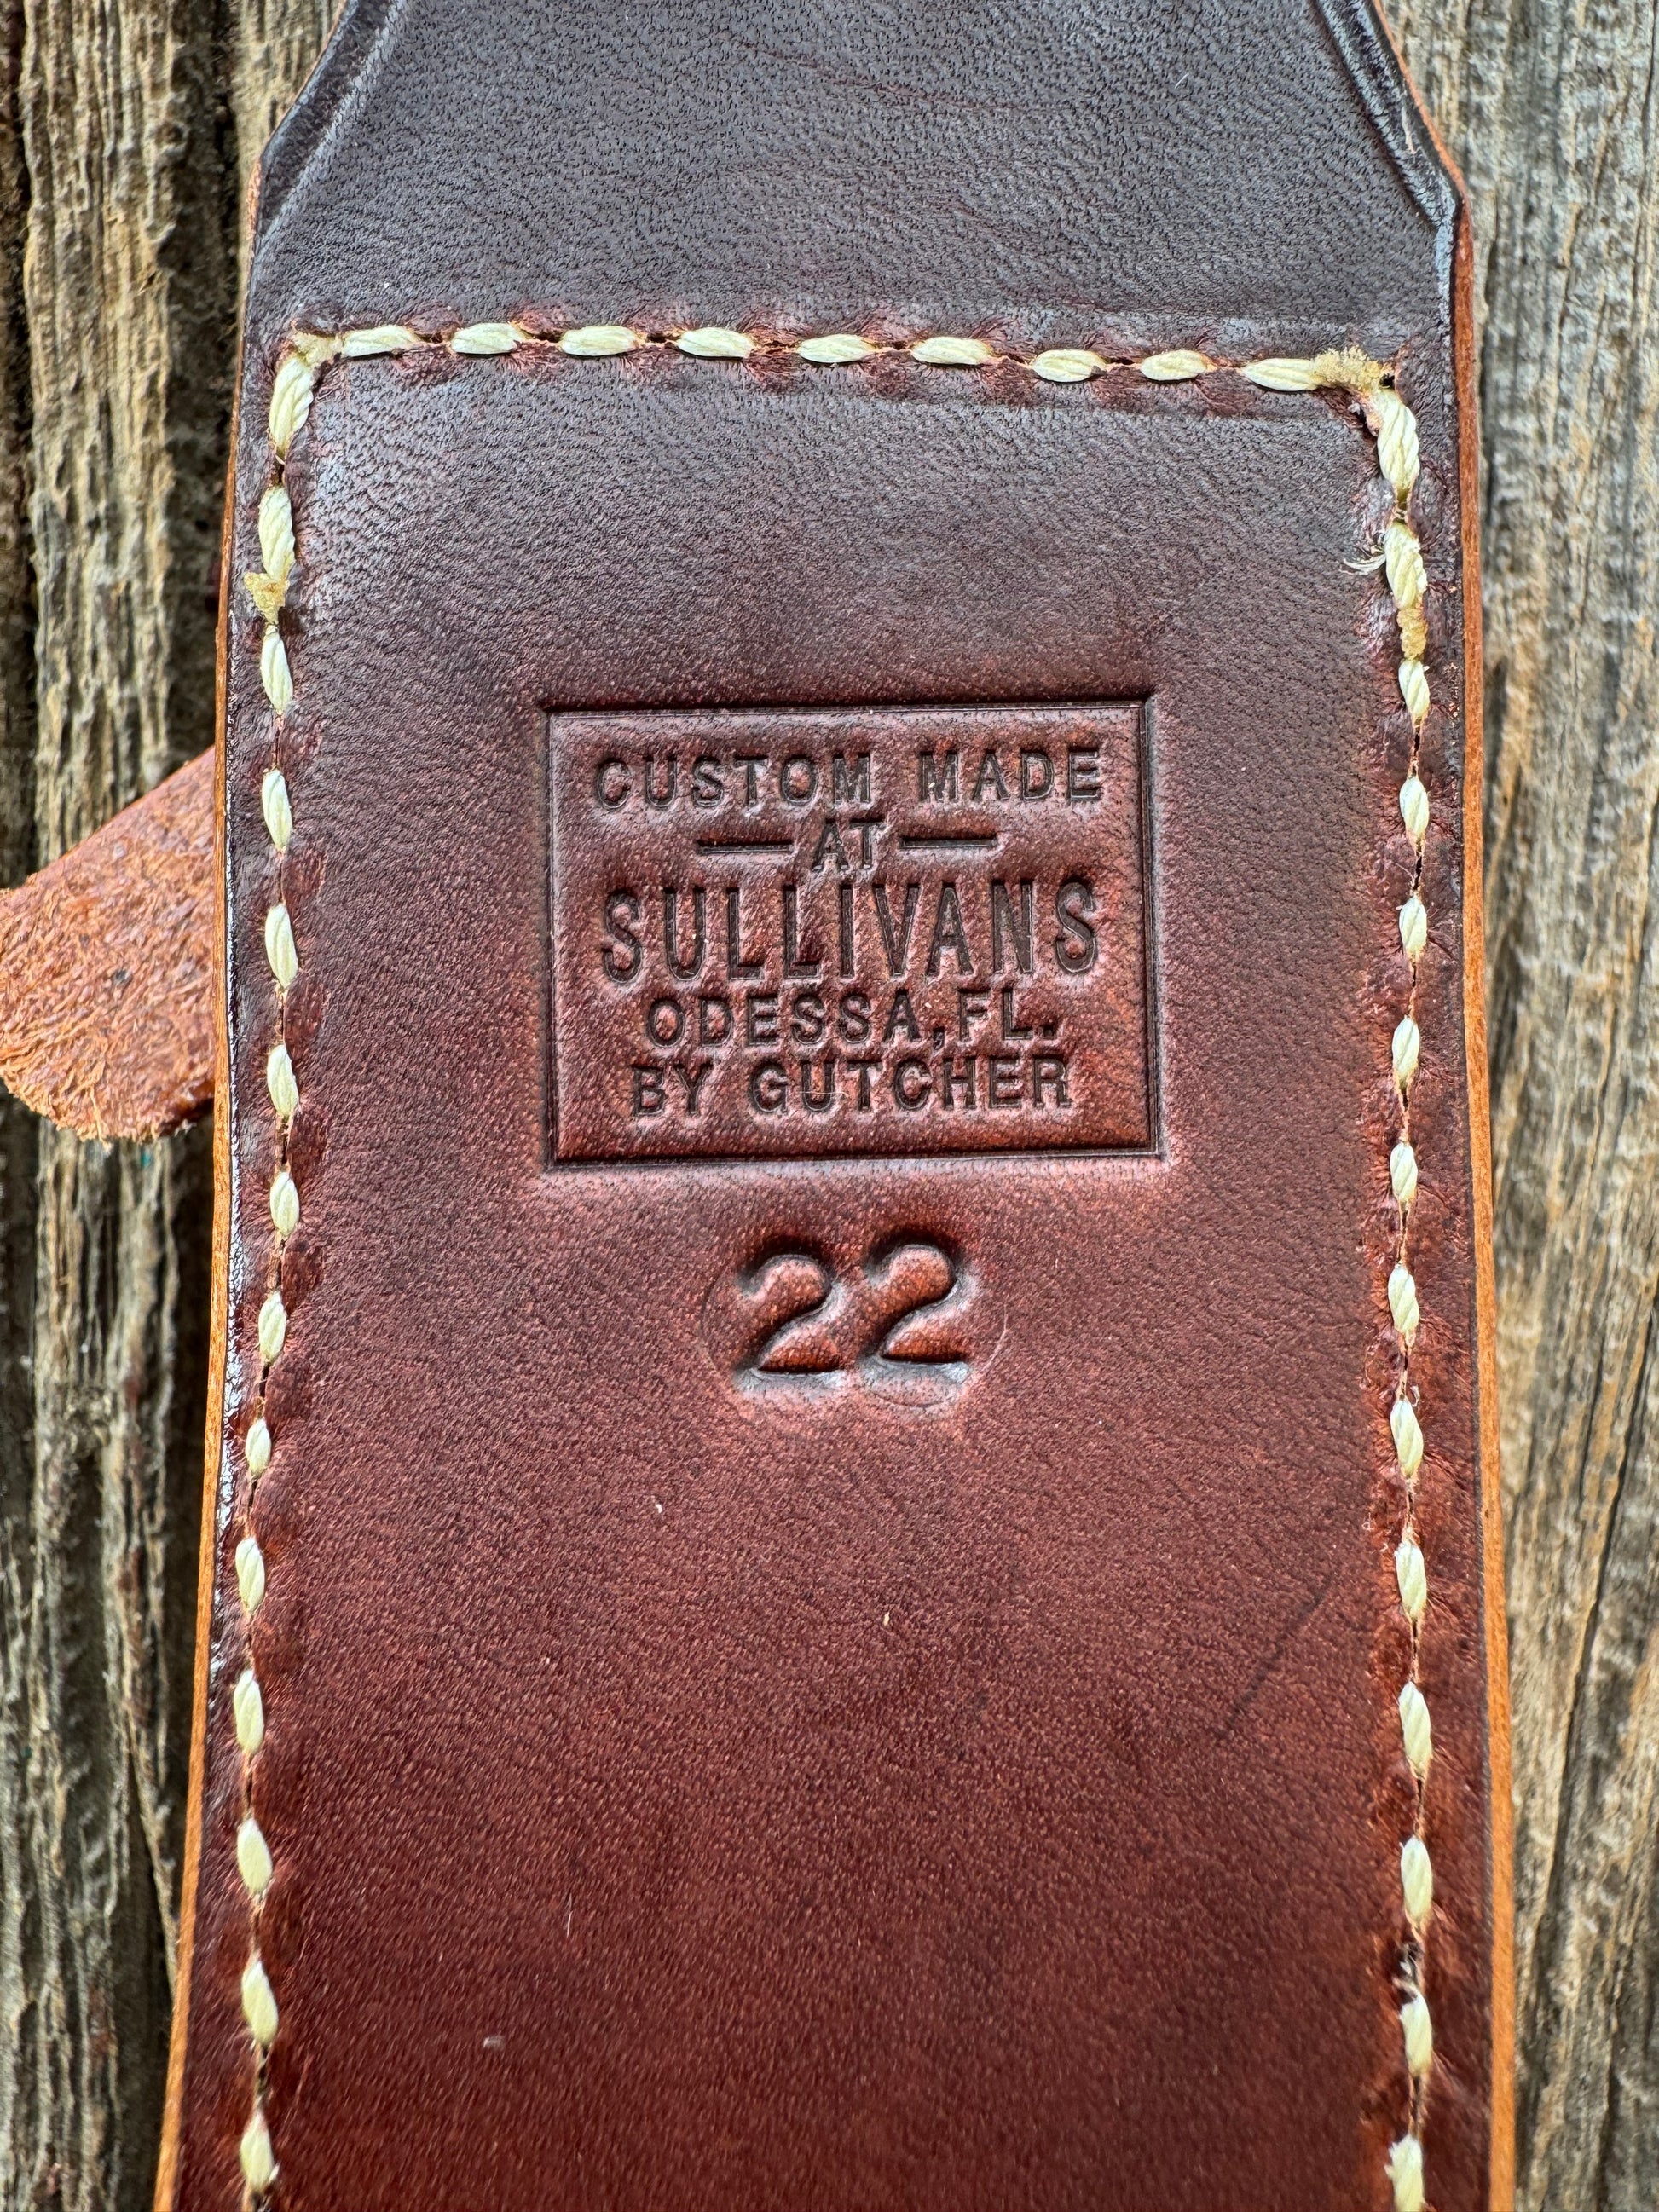 CUSTOM MADE
— AT —
SULLIVANS
ODESSA, FL.
BY GUTCHER
22